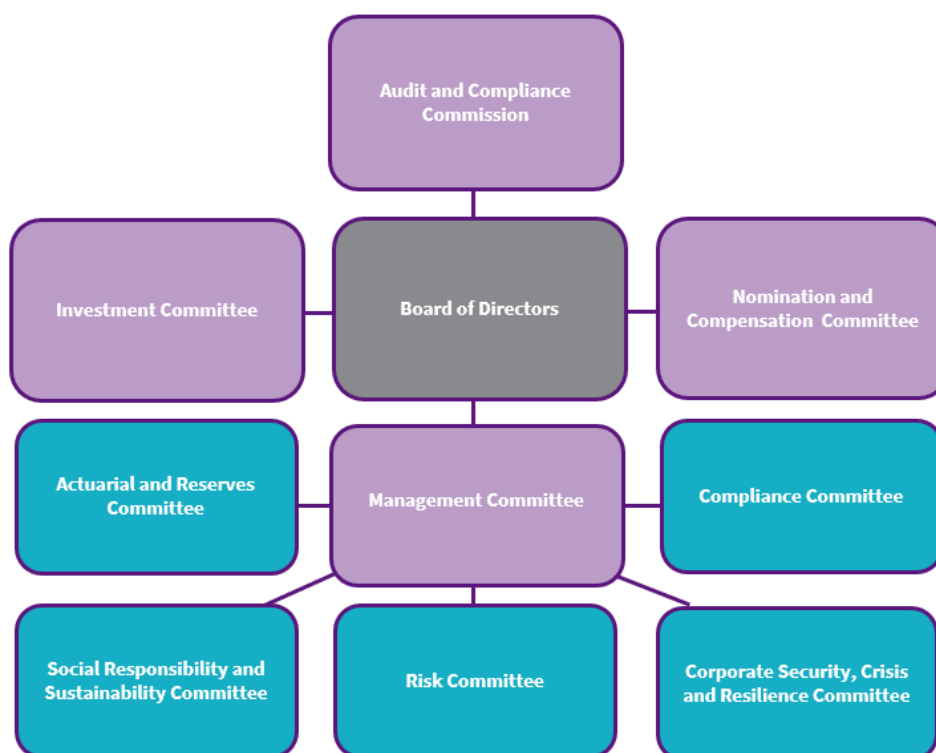 Audit and Compliance
Commission
Investment Committee
Board of Directors
Nomination and
Compensation Committee
Actuarial and Reserves
Committee
Management Committee
Compliance Committee
Social Responsibility and
Sustainability Committee
Risk Committee
Corporate Security, Crisis
and Resilience Committee